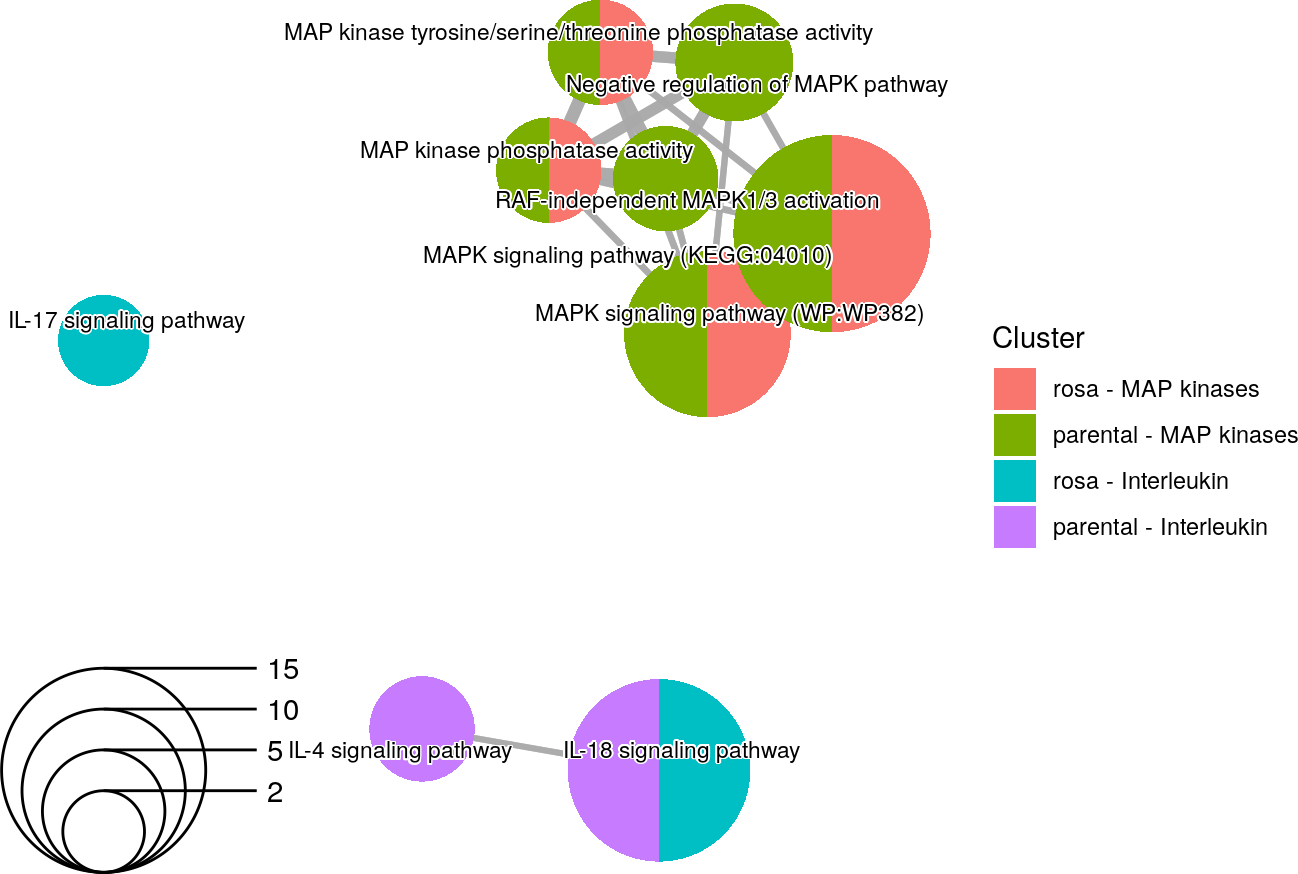 MAP kinase tyrosine/serine/threonine phosphatase activity
Negative regulation of MAPK pathway
MAP kinase phosphatase activity
RAF-independent MAPK1/3 activation
MAPK signaling pathway (KEGG:04010)
MAPK signaling pathway (WP:WP382)
IL-17 signaling pathway
Cluster
rosa - MAP kinases
parental - MAP kinases
rosa - Interleukin
parental - Interleukin
15
10
5
2
IL-4 signaling pathway
IL-18 signaling pathway